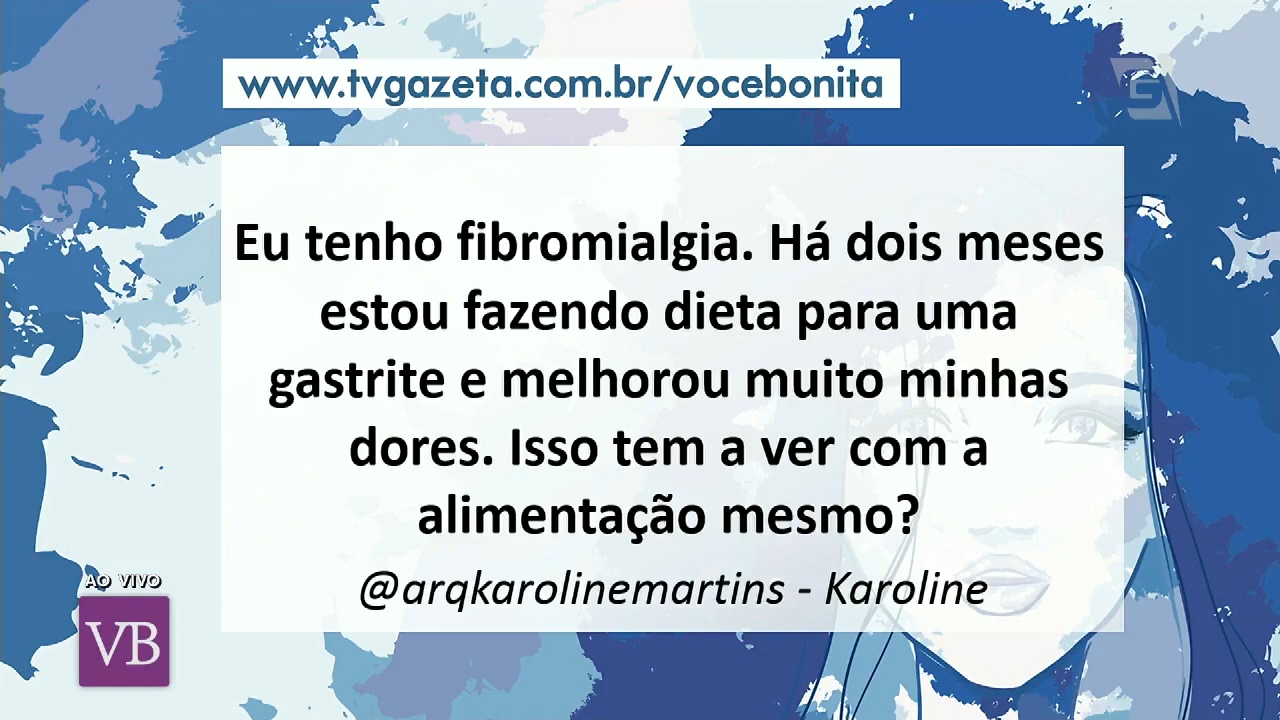 www.tvgazeta.com.br/vocebonita
Eu tenho fibromialgia. Há dois meses
estou fazendo dieta para uma
gastrite e melhorou muito minhas
dores. Isso tem a ver com a
alimentação mesmo?
@arqkarolinemartins - Karoline
AO VIVO
VB